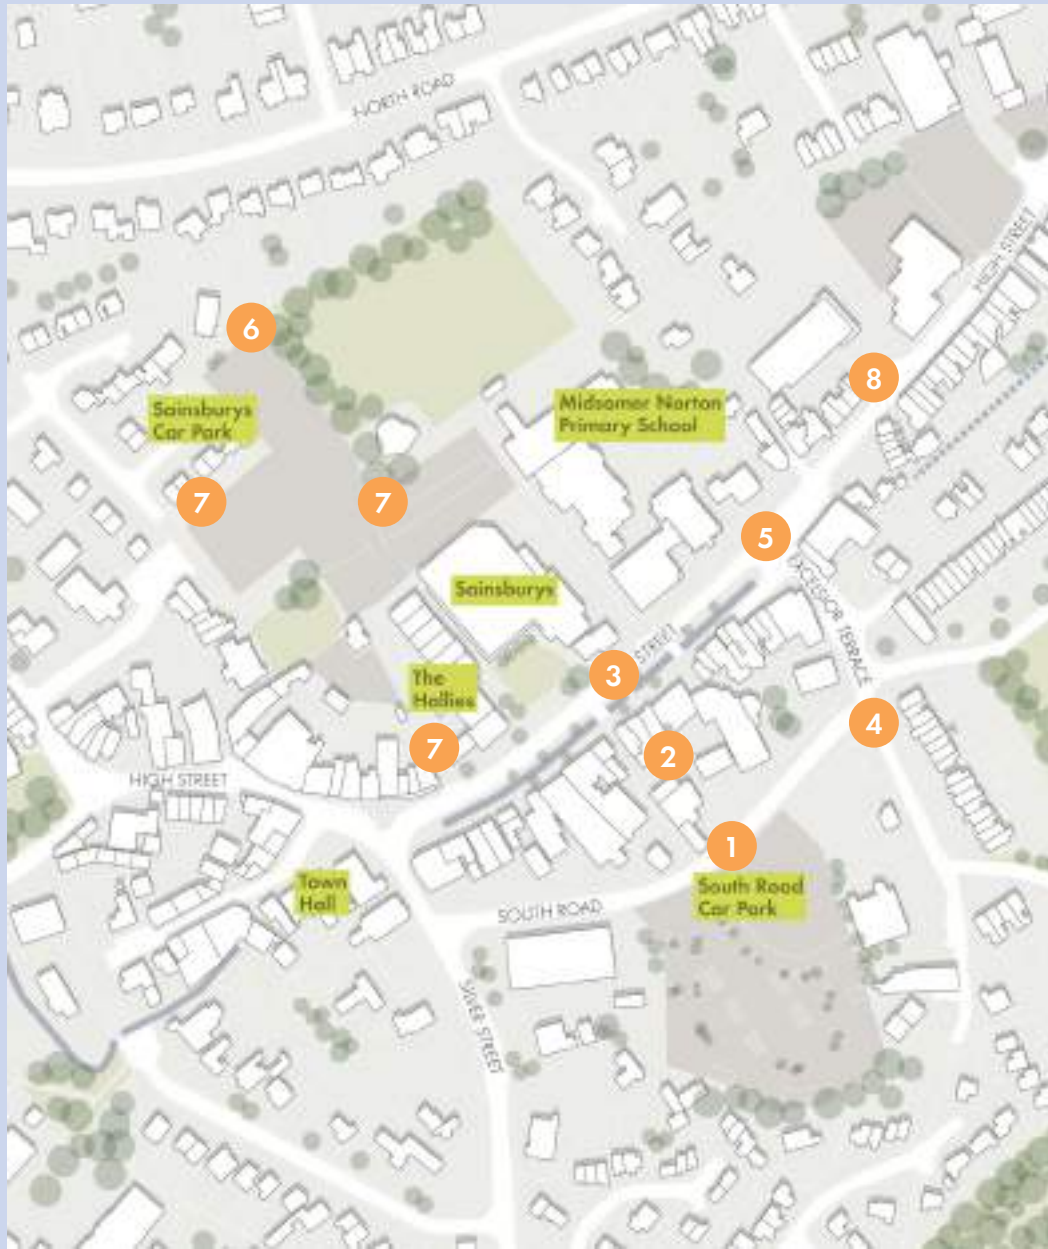 NORTH ROAD
HIGH STREET
6
8
Sainsburys
Car Park
Midsomer Norton
Primary School
7
7
5
Sainsburys
TERRACE
STREET
3
The
Hollies
4
7
2
HIGH STREET
1
Town
Hall
South Road
Car Park
SOUTH ROAD
SILVER STREET